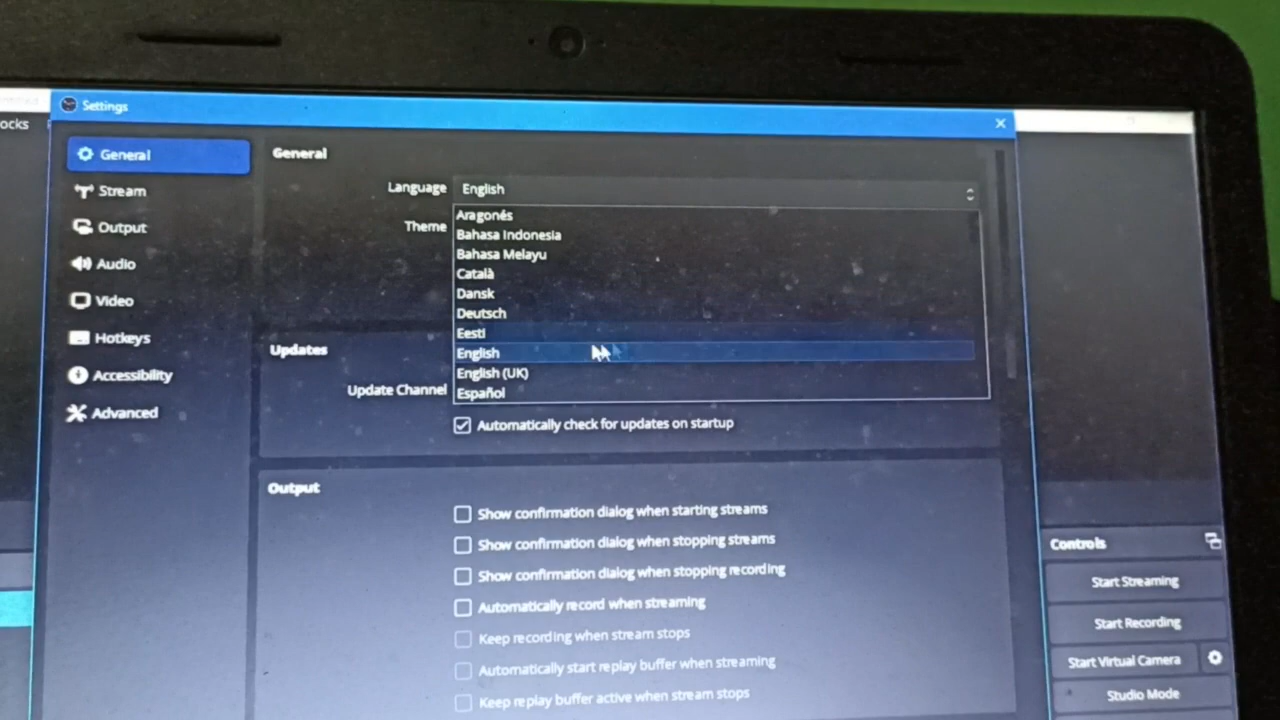 Settings
ocks
General
Stream
Output
Audio
Video
Hotkeys
Accessibility
Advanced
General
Language English
Theme
Aragonés
Bahasa Indonesia
Bahasa Melayu
Català
Dansk
Deutsch
Eesti
English
English (UK)
Español
Updates
Update Channel
Automatically check for updates on startup
Output
Show confirmation dialog when starting streams
Show confirmation dialog when stopping streams
Show confirmation dialog when stopping recording
Automatically record when streaming
Keep recording when stream stops
Automatically start replay buffer when streaming
Keep replay buffer active when stream stops
Controls
Start Streaming
Start Recording
Start Virtual Camera
Studio Mode